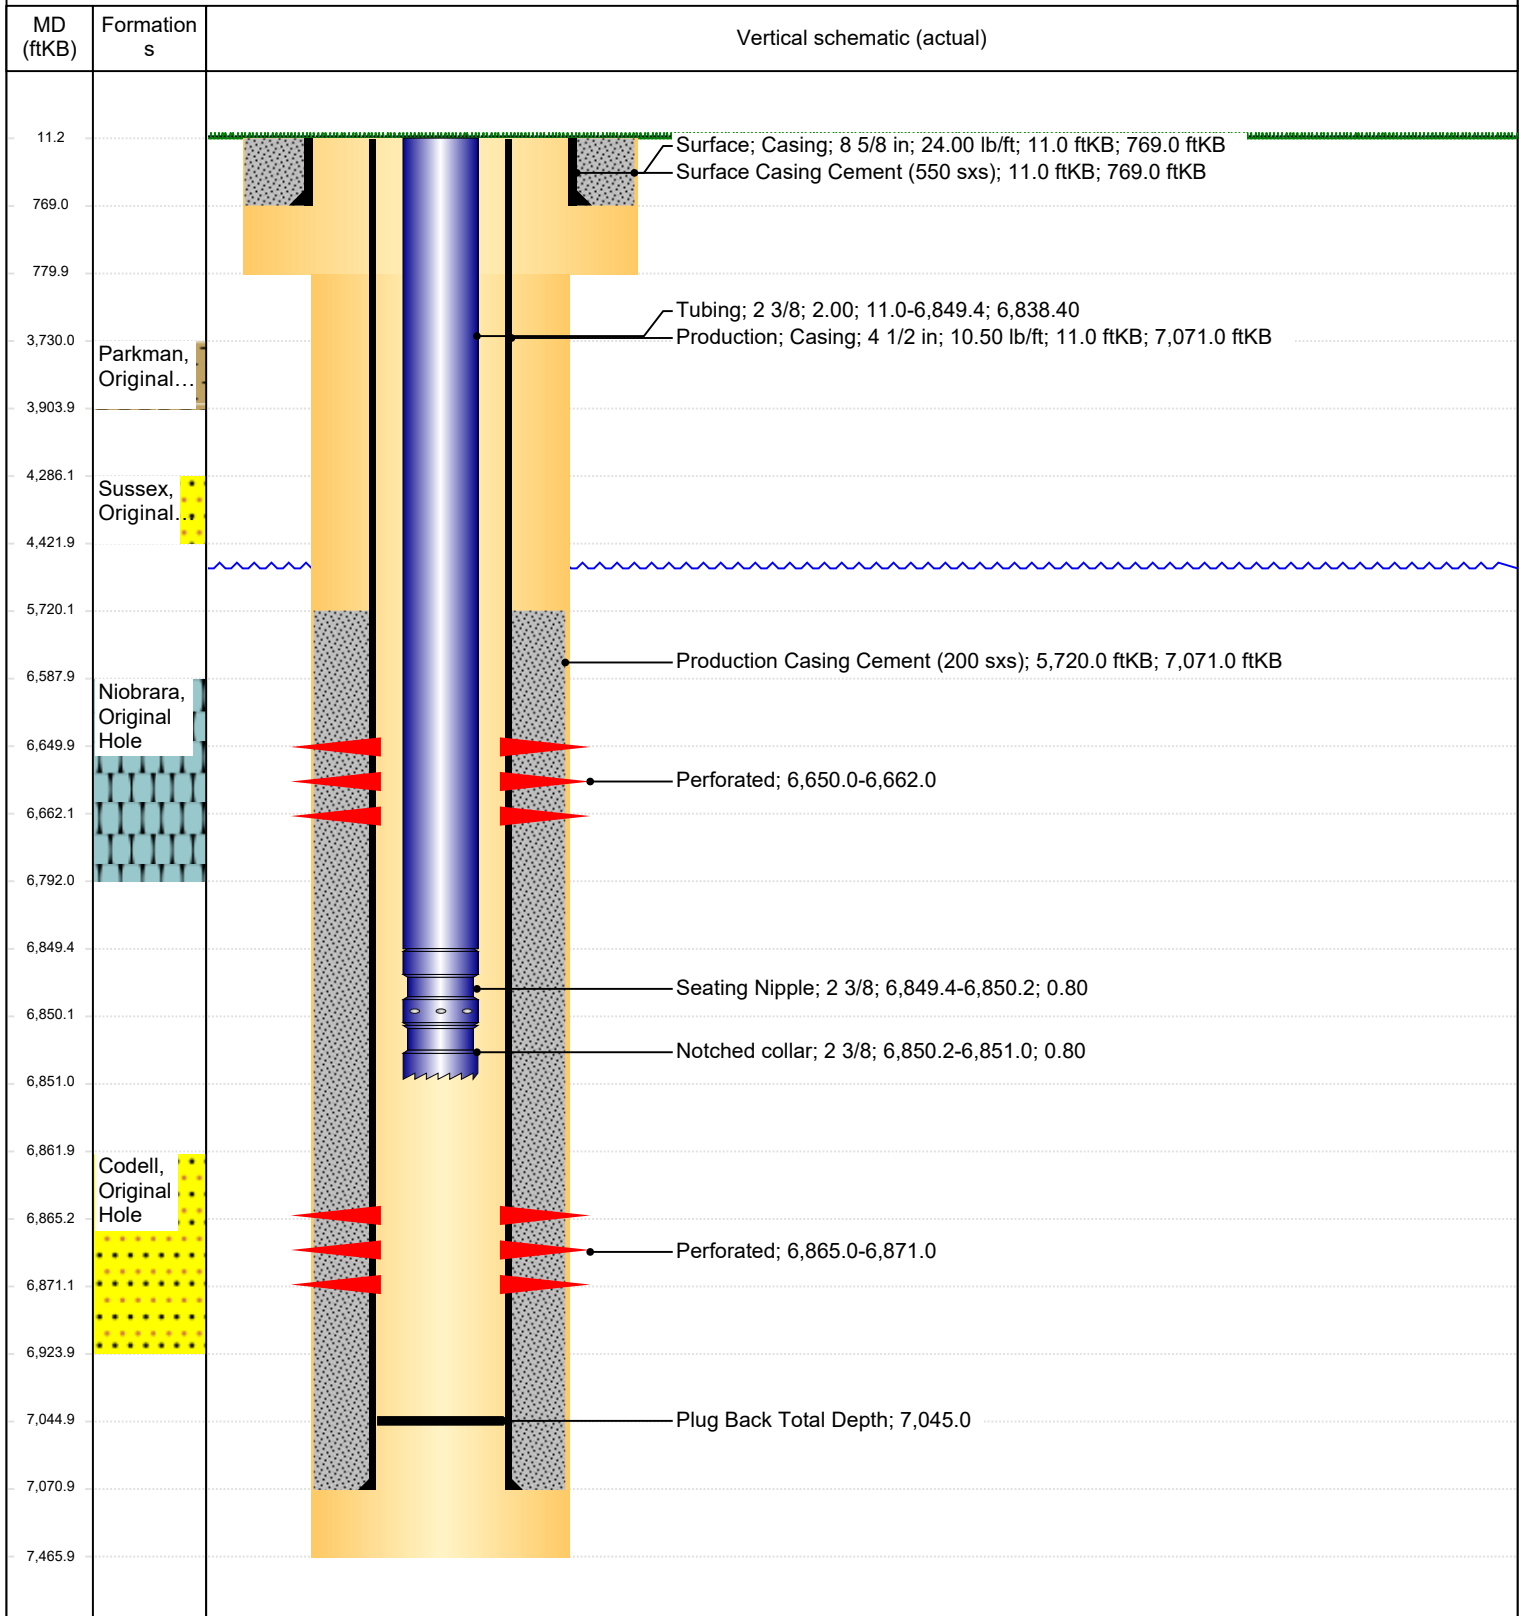 MD
(ftKB)
Formation
s
Vertical schematic (actual)
11.2
Surface; Casing; 8 5/8 in; 24.00 lb/ft; 11.0 ftKB; 769.0 ftKB
Surface Casing Cement (550 sxs); 11.0 ftKB; 769.0 ftKB
769.0
779.9
Tubing; 2 3/8; 2.00; 11.0-6,849.4; 6,838.40
Production; Casing; 4 1/2 in; 10.50 lb/ft; 11.0 ftKB; 7,071.0 ftKB
3,730.0
Parkman,
Original...
3,903.9
4,286.1
Sussex,
Original...
4,421.9
5,720.1
Production Casing Cement (200 sxs); 5,720.0 ftKB; 7,071.0 ftKB
6,587.9
Niobrara,
Original
Hole
6,649.9
Perforated; 6,650.0-6,662.0
6,662.1
6,792.0
6,849.4
Seating Nipple; 2 3/8; 6,849.4-6,850.2; 0.80
6,850.1
Notched collar; 2 3/8; 6,850.2-6,851.0; 0.80
6,851.0
6,861.9
Codell,
Original
Hole
6,865.2
Perforated; 6,865.0-6,871.0
6,871.1
6,923.9
7,044.9
Plug Back Total Depth; 7,045.0
7,070.9
7,465.9